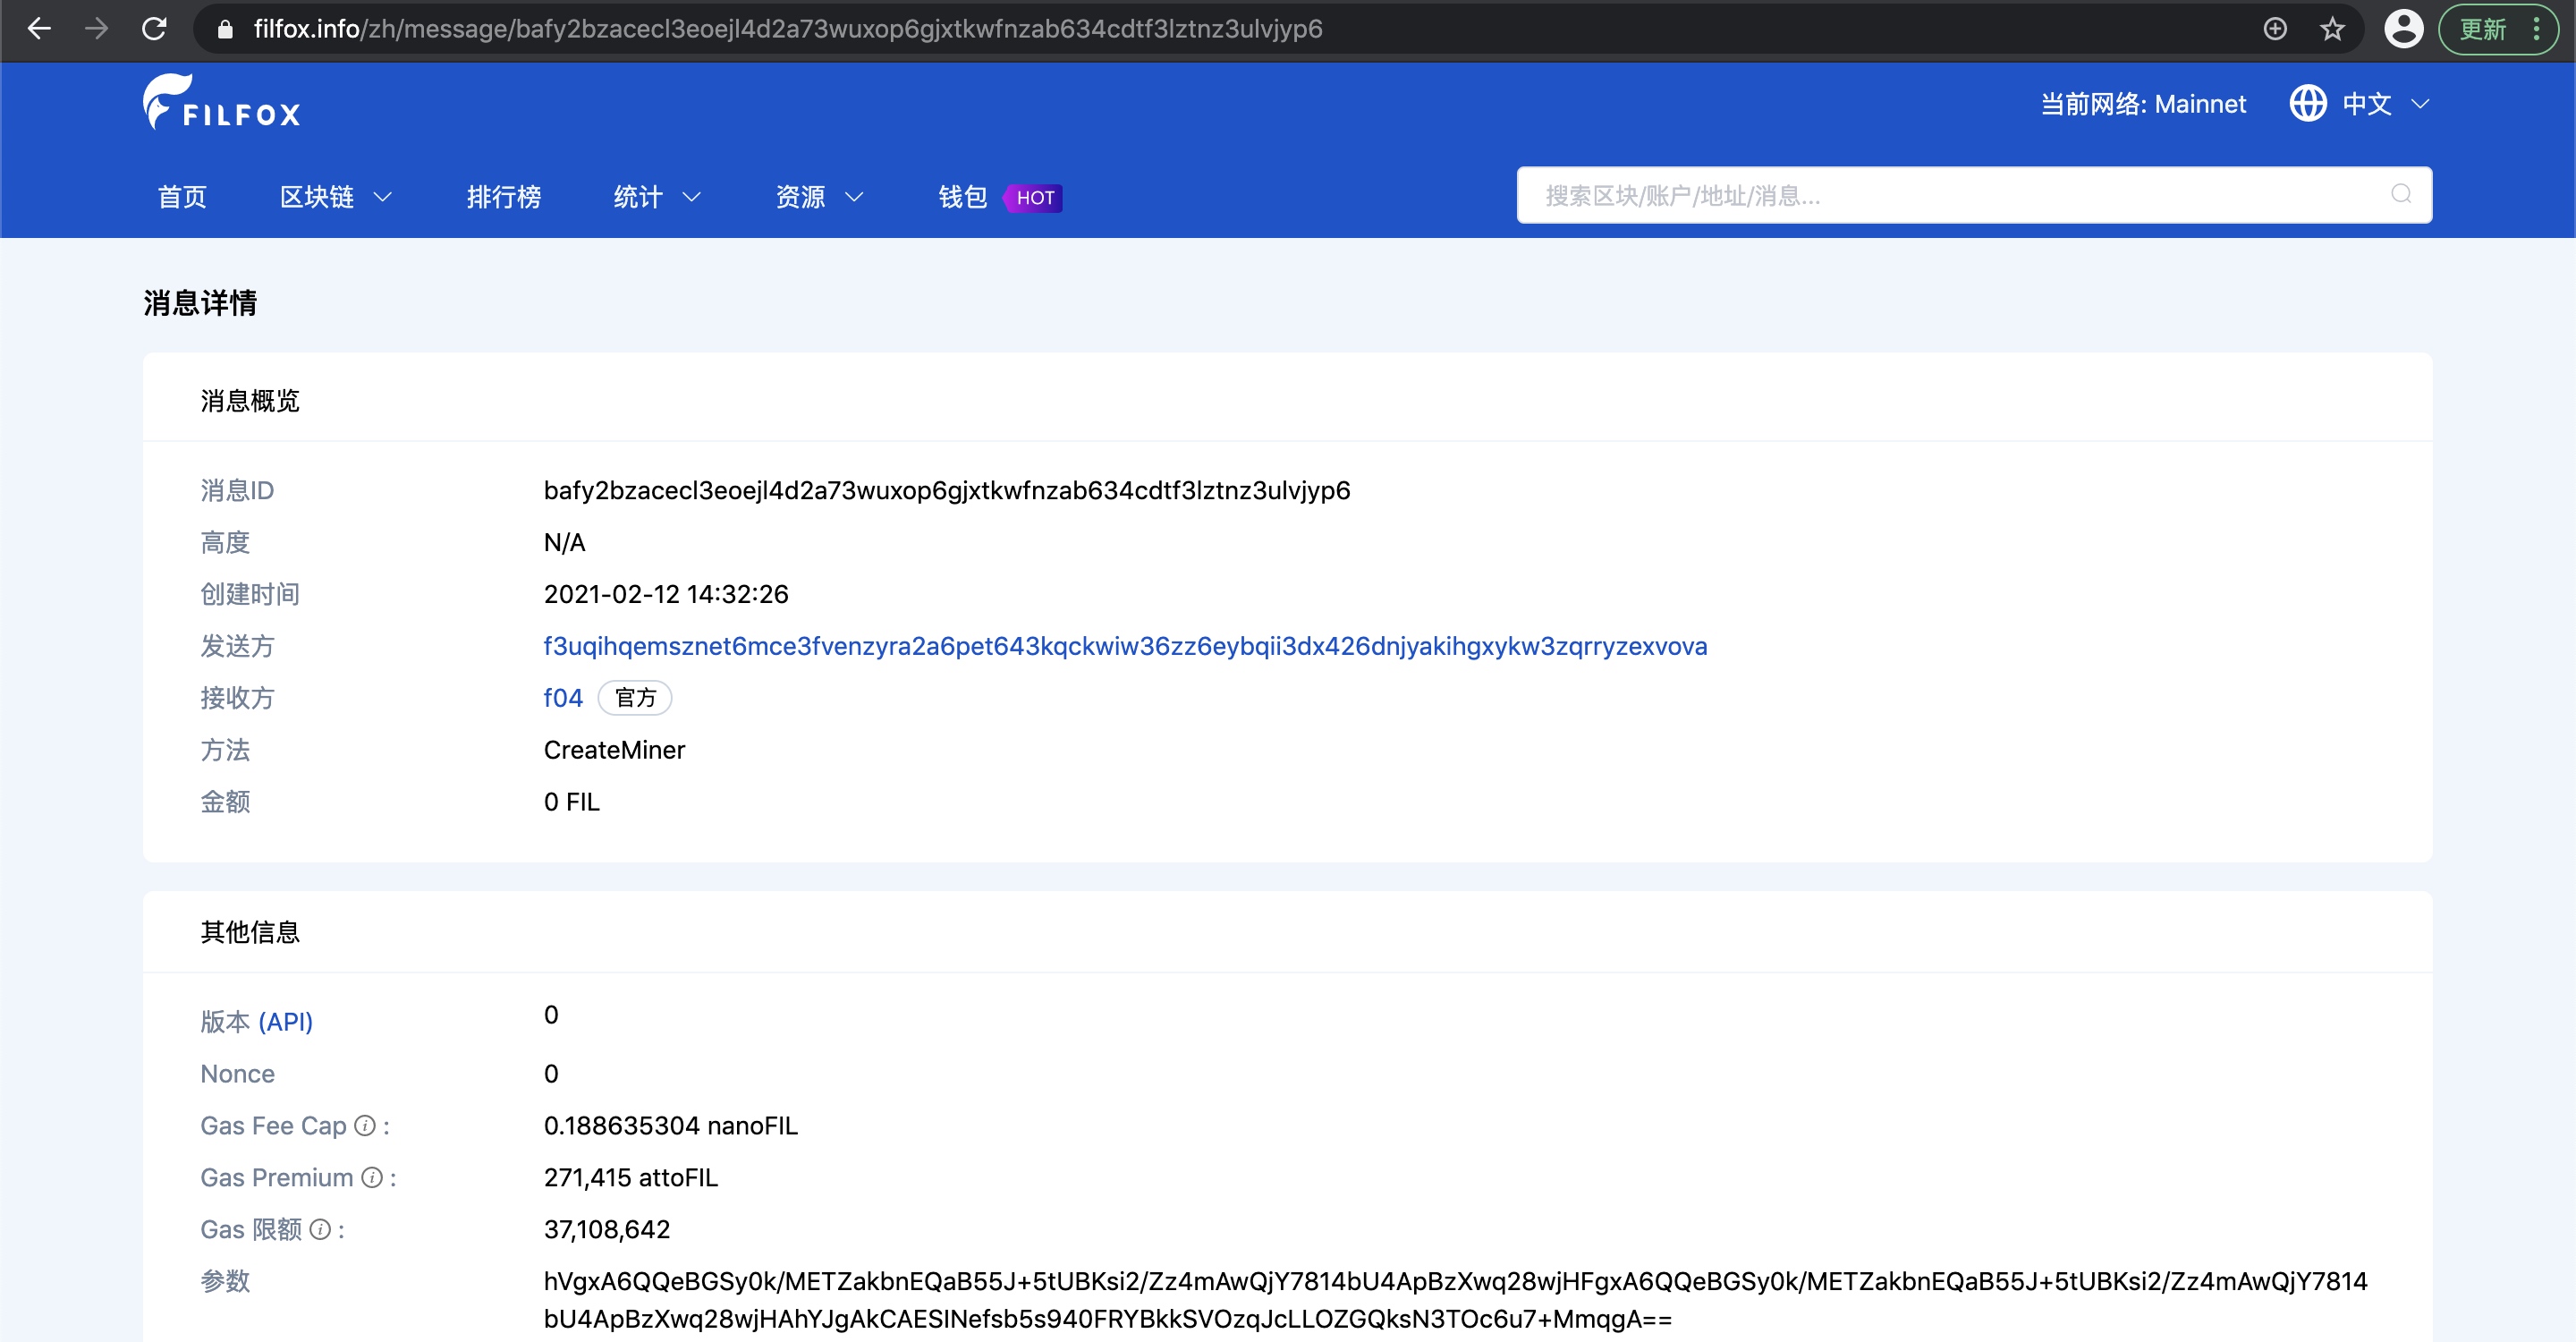 filfox.info/zh/message/bafy2bzacecl3eoejl4d2a73wuxop6gjxtkwfnzab634cdtf3lztnz3ulvjyp6
更新
FILFOX
当前网络: Mainnet
中文
首页
区块链
排行榜
统计
资源
钱包
HOT
搜索区块/账户/地址/消息...
消息详情
消息概览
消息ID bafy2bzacecl3eoejl4d2a73wuxop6gjxtkwfnzab634cdtf3lztnz3ulvjyp6
高度 N/A
创建时间 2021-02-12 14:32:26
发送方 f3uqihqemsznet6mce3fvenzyra2a6pet643kqckwiw36zz6eybqii3dx426dnjyakihgxykw3zqrryzexvova
接收方 f04 官方
方法 CreateMiner
金额 0 FIL
其他信息
版本 (API) 0
Nonce 0
Gas Fee Cap : 0.188635304 nanoFIL
Gas Premium : 271,415 attoFIL
Gas 限额 : 37,108,642
参数 hVgxA6QQeBGSy0k/METZakbnEQaB55J+5tUBKsi2/Zz4mAwQjY7814bU4ApBzXwq28wjHFgxA6QQeBGSy0k/METZakbnEQaB55J+5tUBKsi2/Zz4mAwQjY7814
bU4ApBzXwq28wjHAhYJgAkCAESINefsb5s940FRYBkkSVOzqJcLLOZGQksN3TOc6u7+MmqgA==